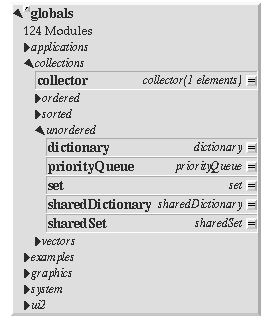 globals
124 Modules
applications
collections
collector collector(1 elements) =
ordered
sorted
unordered
dictionary dictionary =
priorityQueue priorityQueue =
set set =
sharedDictionary sharedDictionary =
sharedSet sharedSet =
vectors
examples
graphics
system
ui2